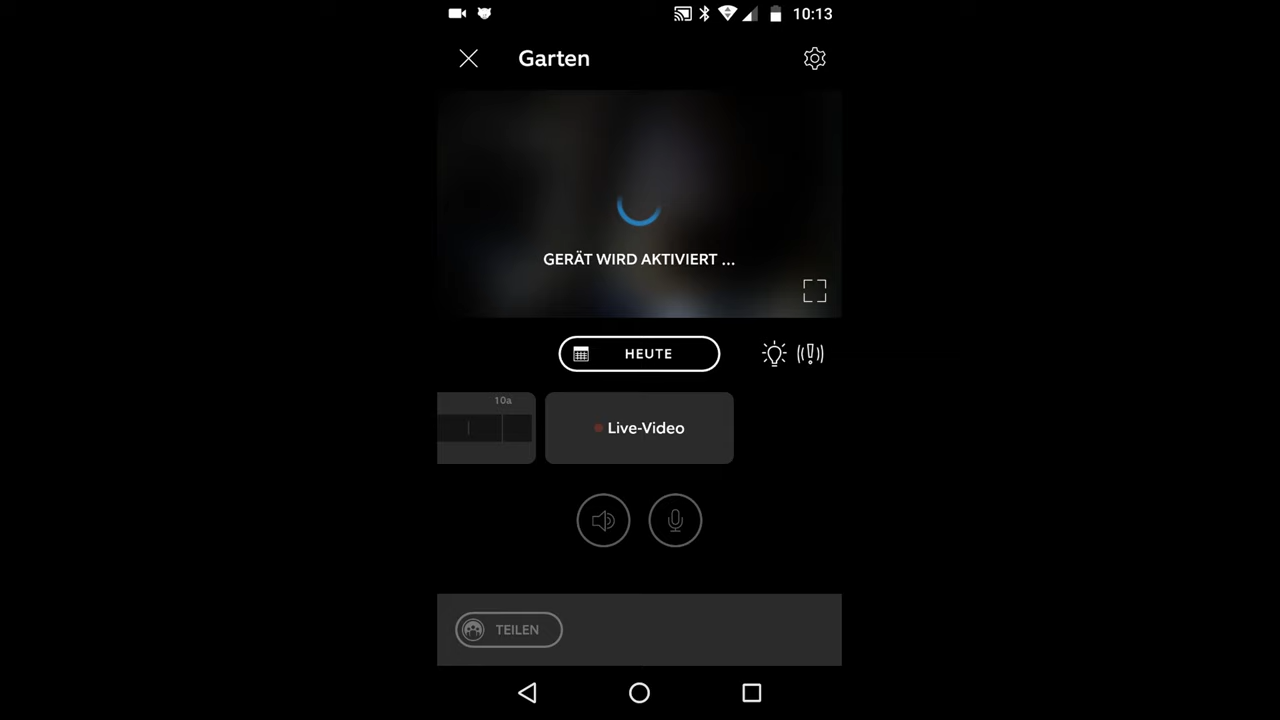 10:13
Garten
GERÄT WIRD AKTIVIERT ...
HEUTE
10a
Live-Video
TEILEN